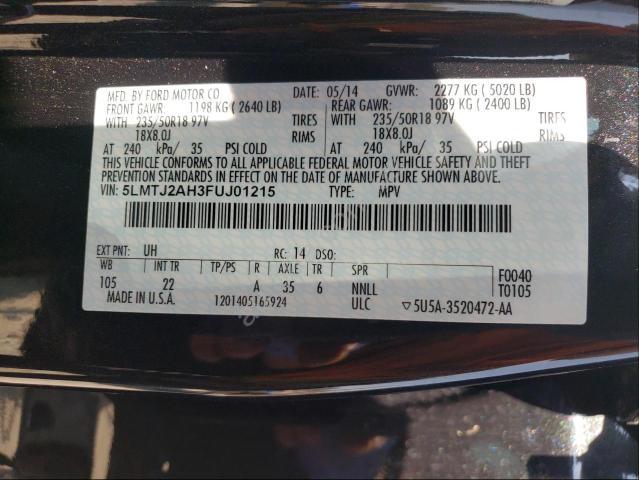 MFD. BY FORD MOTOR CO
DATE: 05/14 GVWR: 2277 KG ( 5020 LB)
FRONT GAWR: 1198 KG ( 2640 LB) REAR GAWR: 1089 KG ( 2400 LB)
WITH 235/50R18 97V TIRES WITH 235/50R18 97V TIRES
18X8.0J RIMS 18X8.0J RIMS
AT 240 kPa/ 35 PSI COLD AT 240 kPa/ 35 PSI COLD
THIS VEHICLE CONFORMS TO ALL APPLICABLE FEDERAL MOTOR VEHICLE SAFETY AND THEFT
PREVENTION STANDARDS IN EFFECT ON THE DATE OF MANUFACTURE SHOWN ABOVE.
VIN: 5LMTJ2AH3FUJ01215 TYPE: MPV
EXT PNT: UH RC: 14 DSO:
WB INT TR TP/PS R AXLE TR SPR
105 22 A 35 6 NNLL
F0040
T0105
MADE IN U.S.A. 1201405165924 ULC ▽5U5A-3520472-AA